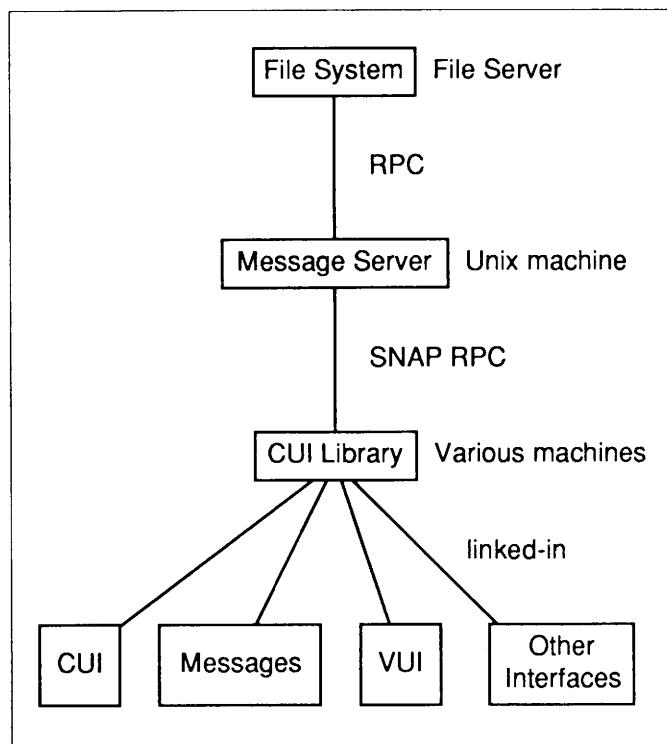 File System File Server
RPC
Message Server Unix machine
SNAP RPC
CUI Library Various machines
linked-in
CUI Messages VUI Other
Interfaces